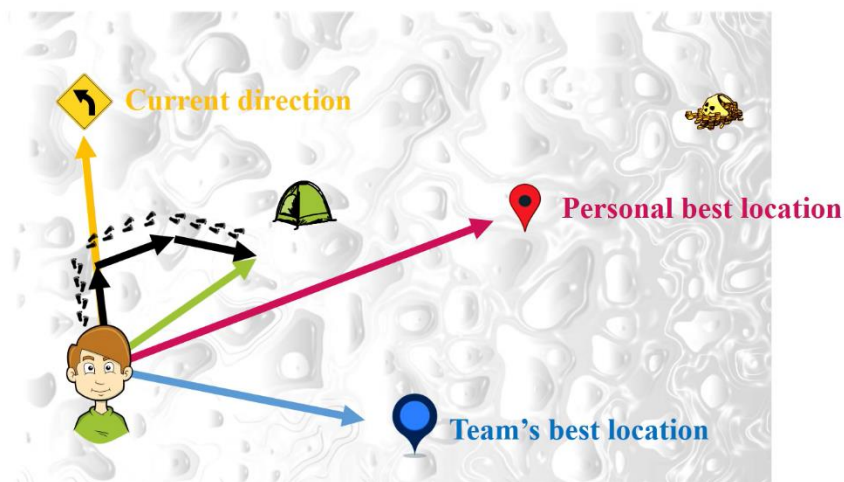 Current direction
Personal best location
Team's best location